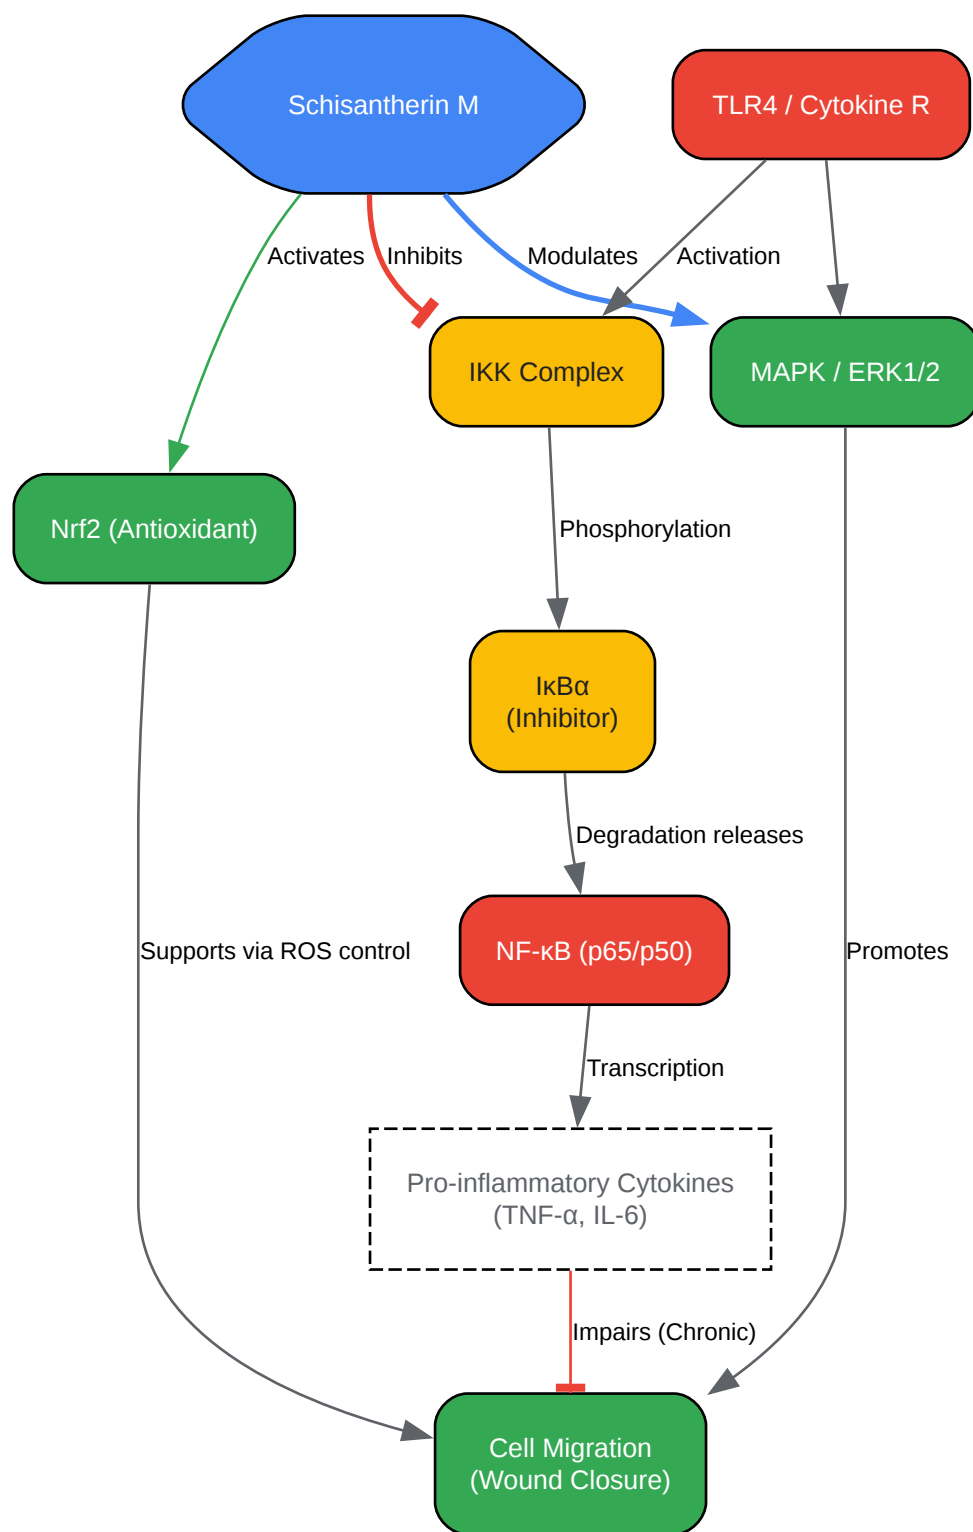 Schisantherin M
TLR4 / Cytokine R
Activates
Inhibits
Modulates
Activation
IKK Complex
MAPK / ERK1/2
Nrf2 (Antioxidant)
Phosphorylation
IκBα
(Inhibitor)
Degradation releases
Supports via ROS control
NF-κB (p65/p50)
Promotes
Transcription
Pro-inflammatory Cytokines
(TNF-α, IL-6)
Impairs (Chronic)
Cell Migration
(Wound Closure)